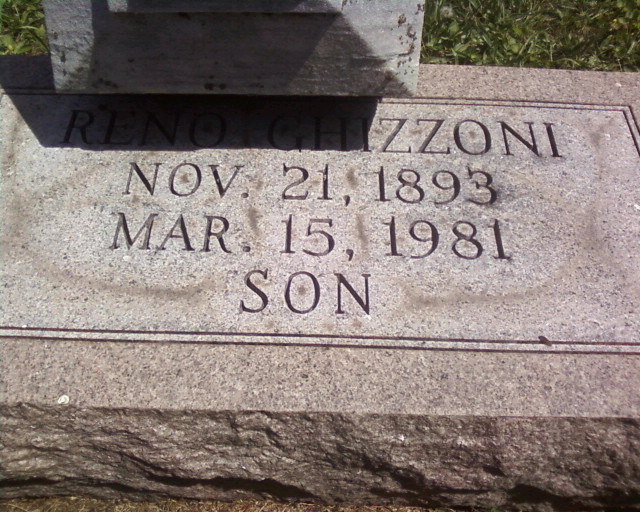 RENO GHIZZONI
NOV. 21, 1893
MAR. 15, 1981
SON